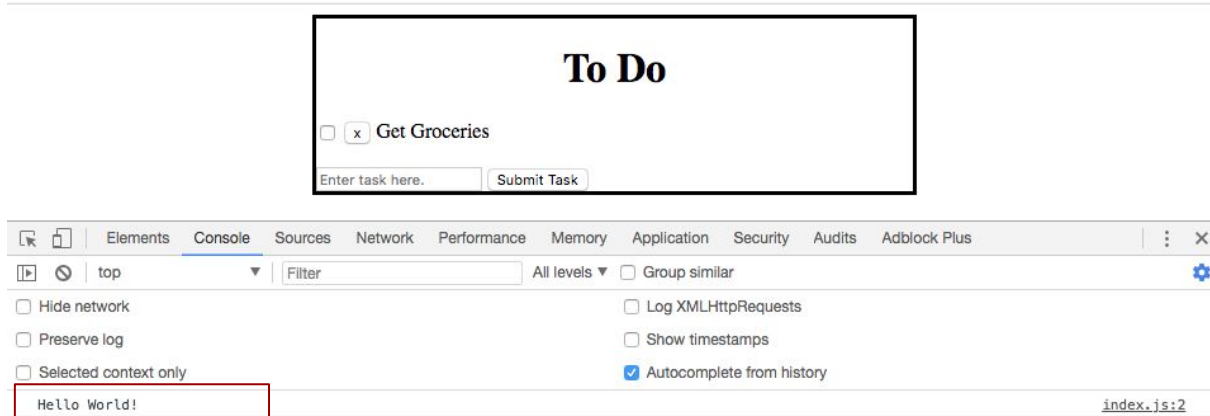 To Do
x Get Groceries
Enter task here. Submit Task
Elements Console Sources Network Performance Memory Application Security Audits Adblock Plus
top Filter All levels Group similar
Hide network Log XMLHttpRequests
Preserve log Show timestamps
Selected context only Autocomplete from history
Hello World! index.js:2